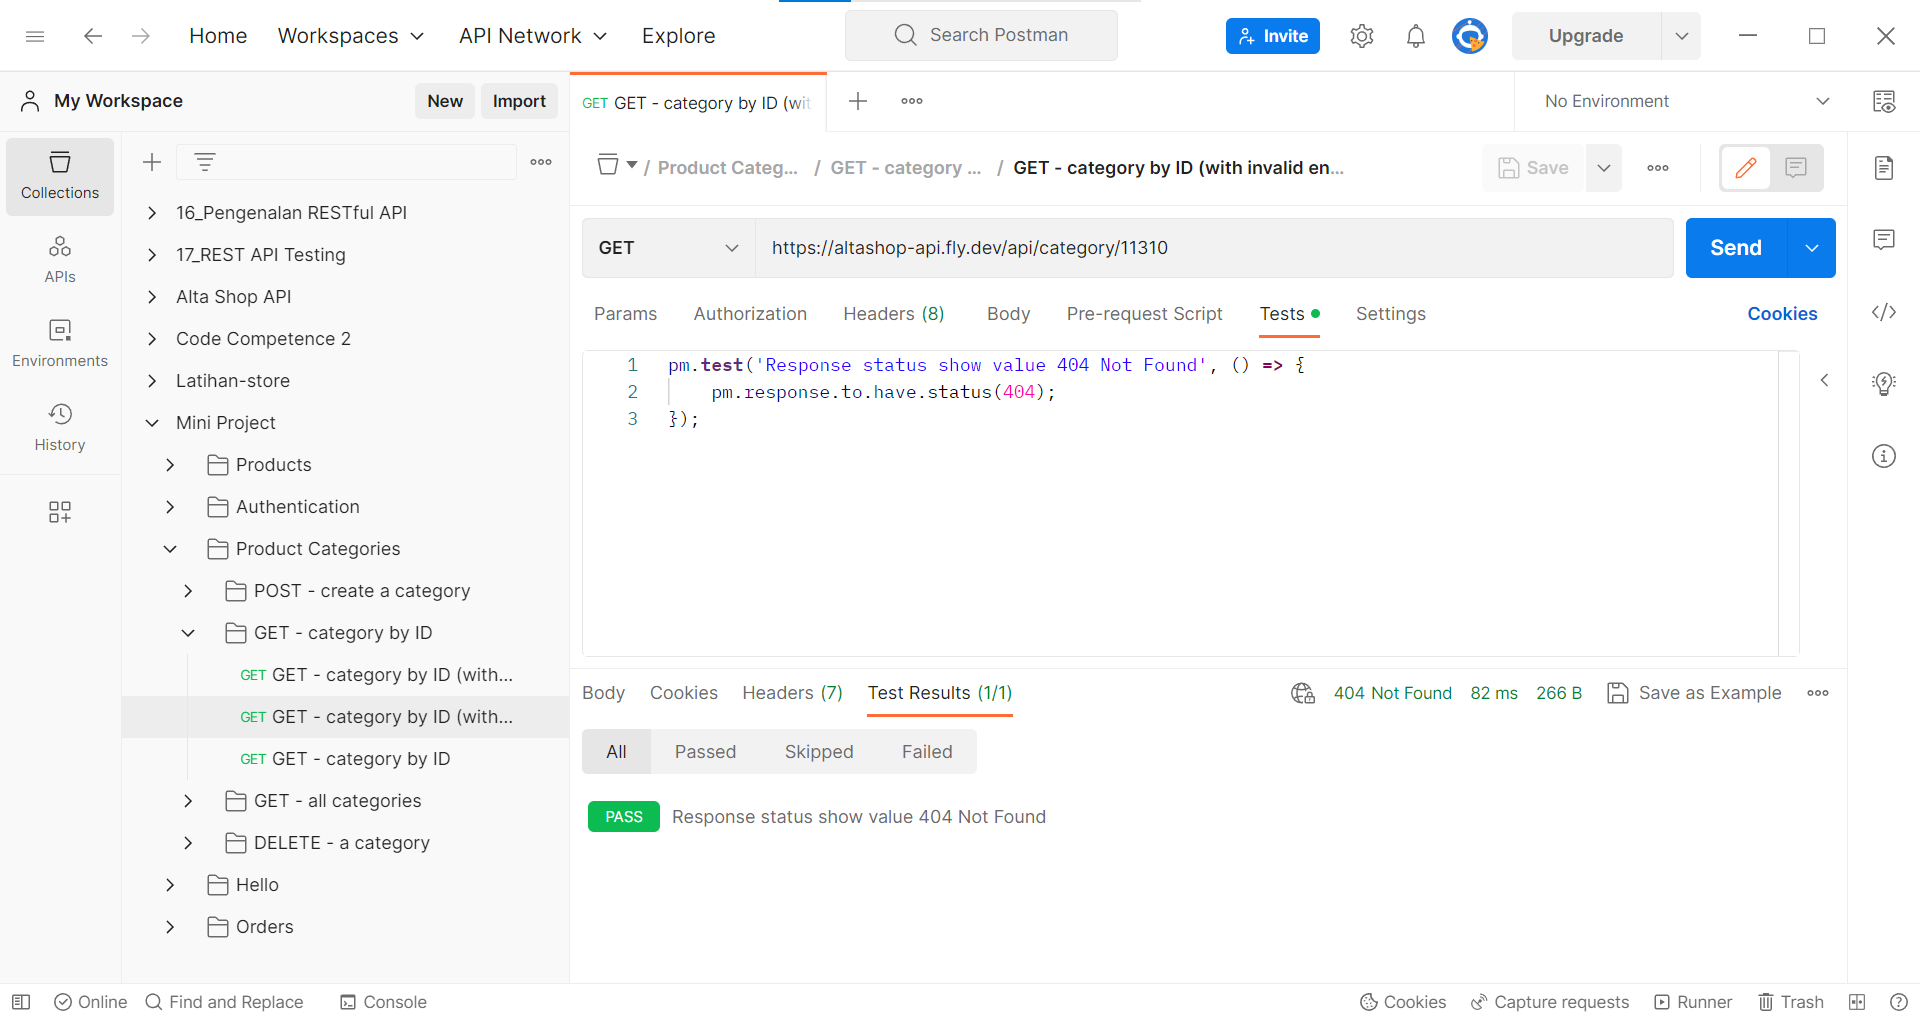 Home
Workspaces
API Network
Explore
Search Postman
Invite
Upgrade
My Workspace
New
Import
GET GET - category by ID (wit
No Environment
Collections
APIs
Environments
History
16_Pengenalan RESTful API
17_REST API Testing
Alta Shop API
Code Competence 2
Latihan-store
Mini Project
Products
Authentication
Product Categories
POST - create a category
GET - category by ID
GET GET - category by ID (with...
GET GET - category by ID (with...
GET GET - category by ID
GET - all categories
DELETE - a category
Hello
Orders
/ Product Categ... / GET - category ... / GET - category by ID (with invalid en...
Save
GET
https://altashop-api.fly.dev/api/category/11310
Send
Params
Authorization
Headers (8)
Body
Pre-request Script
Tests
Settings
Cookies
1 pm.test('Response status show value 404 Not Found', () => {
2 pm.response.to.have.status(404);
3 });
Body
Cookies
Headers (7)
Test Results (1/1)
404 Not Found
82 ms
266 B
Save as Example
All
Passed
Skipped
Failed
PASS
Response status show value 404 Not Found
Online
Find and Replace
Console
Cookies
Capture requests
Runner
Trash